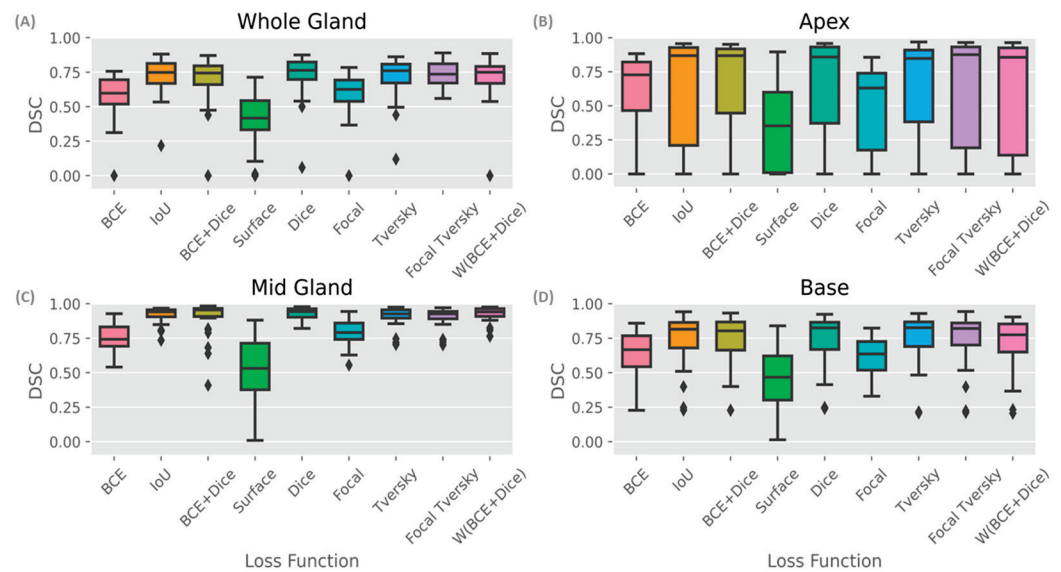 (A)
Whole Gland
DSC
1.00
0.75
0.50
0.25
0.00
BCE
IoU
BCE+Dice
Surface
Dice
Focal
Tversky
Focal Tversky
W(BCE+Dice)
(B)
Apex
DSC
1.00
0.75
0.50
0.25
0.00
BCE
IoU
BCE+Dice
Surface
Dice
Focal
Tversky
Focal Tversky
W(BCE+Dice)
(C)
Mid Gland
DSC
1.00
0.75
0.50
0.25
0.00
BCE
IoU
BCE+Dice
Surface
Dice
Focal
Tversky
Focal Tversky
W(BCE+Dice)
Loss Function
(D)
Base
DSC
1.00
0.75
0.50
0.25
0.00
BCE
IoU
BCE+Dice
Surface
Dice
Focal
Tversky
Focal Tversky
W(BCE+Dice)
Loss Function